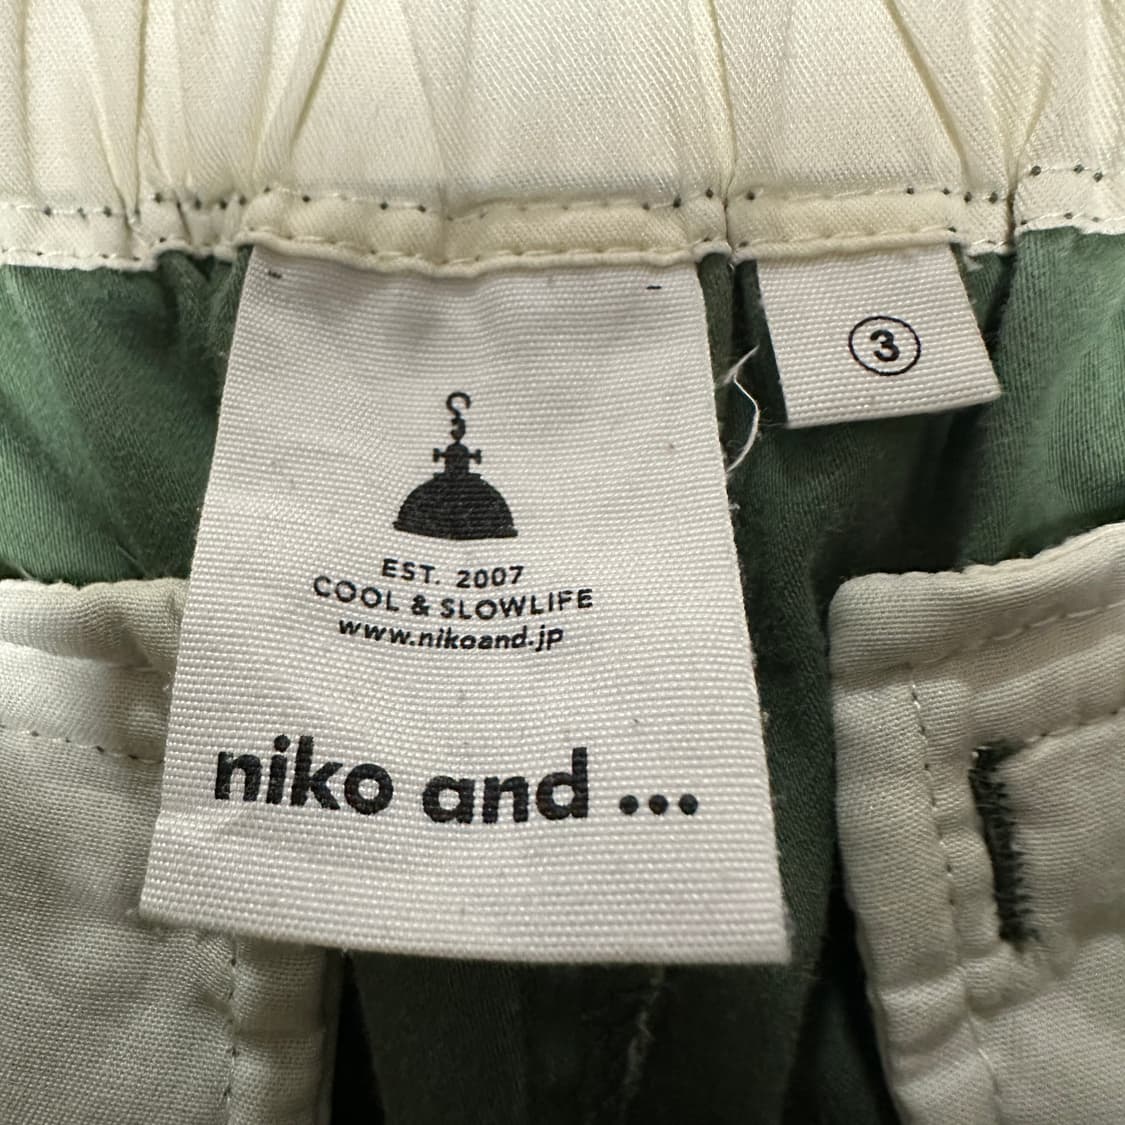 ③
EST. 2007
COOL & SLOWLIFE
www.nikoand.jp
niko and ...